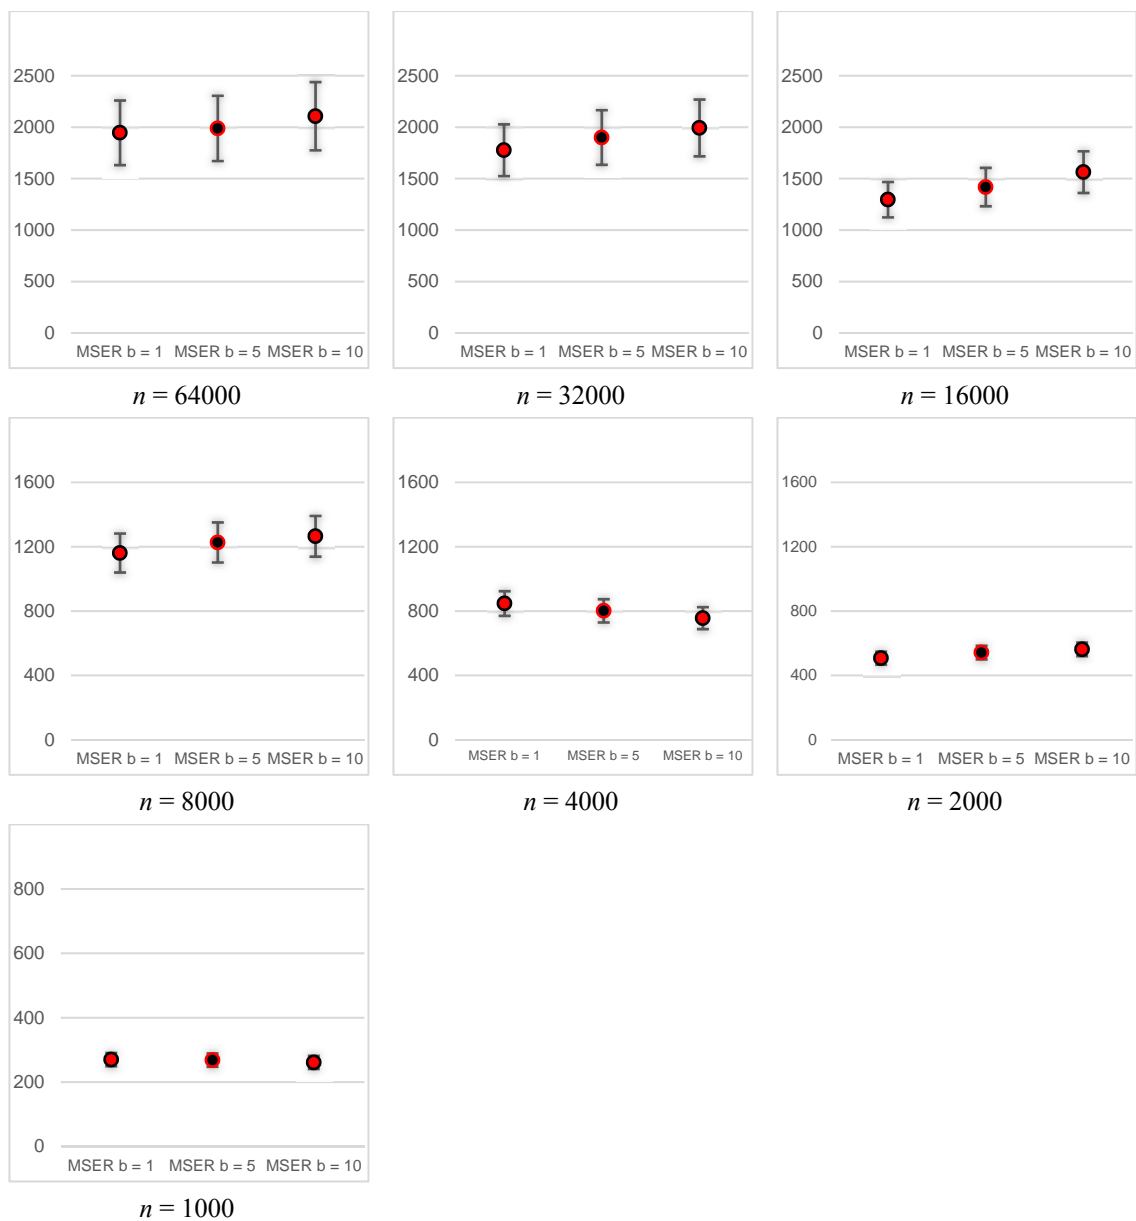 2500
2000
1500
1000
500
0
MSER b = 1 MSER b = 5 MSER b = 10
n = 64000
2500
2000
1500
1000
500
0
MSER b = 1 MSER b = 5 MSER b = 10
n = 32000
2500
2000
1500
1000
500
0
MSER b = 1 MSER b = 5 MSER b = 10
n = 16000
1600
1200
800
400
0
MSER b = 1 MSER b = 5 MSER b = 10
n = 8000
1600
1200
800
400
0
MSER b = 1 MSER b = 5 MSER b = 10
n = 4000
1600
1200
800
400
0
MSER b = 1 MSER b = 5 MSER b = 10
n = 2000
800
600
400
200
0
MSER b = 1 MSER b = 5 MSER b = 10
n = 1000